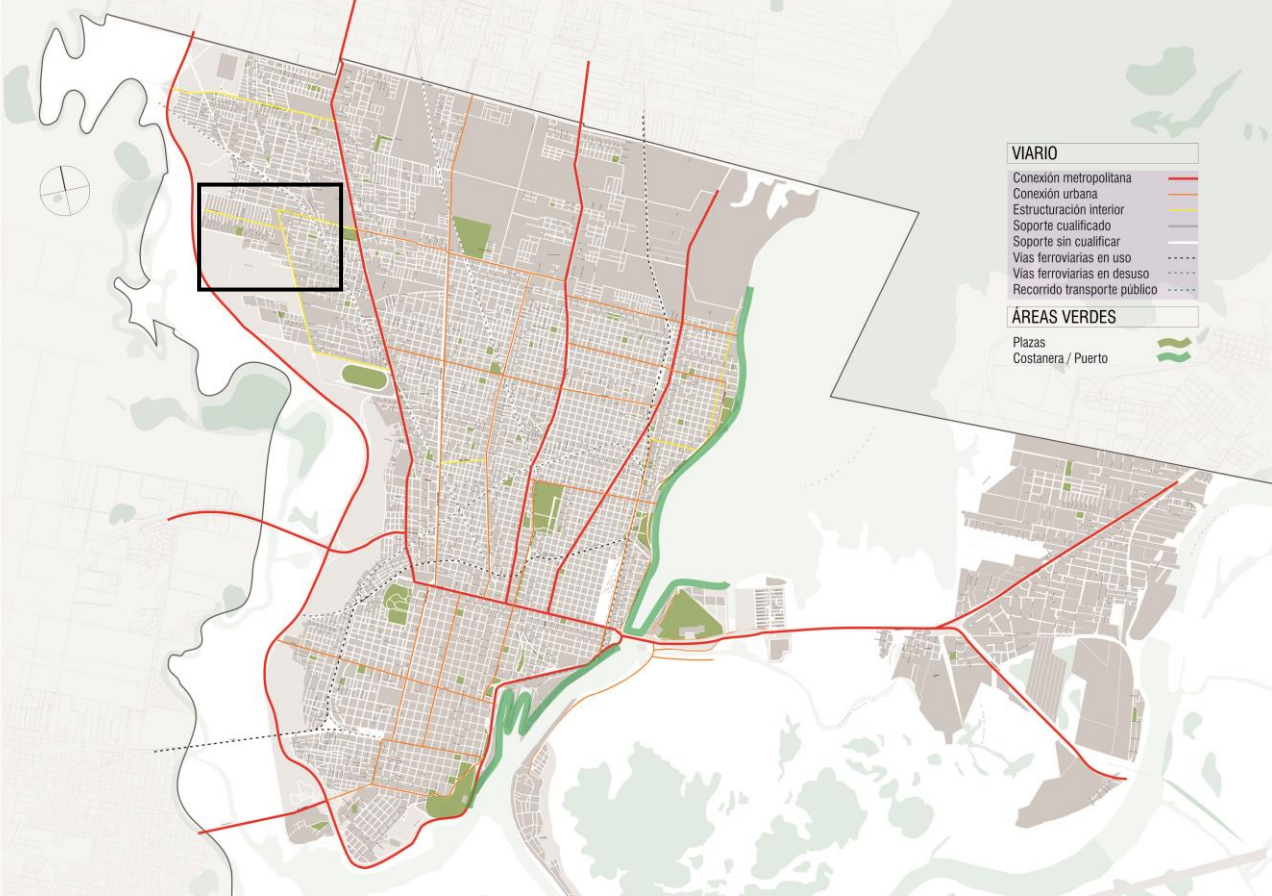 VIARIO
Conexión metropolitana
Conexión urbana
Estructuración interior
Soporte cualificado
Soporte sin cualificar
Vías ferroviarias en uso
Vías ferroviarias en desuso
Recorrido transporte público
ÁREAS VERDES
Plazas
Costanera / Puerto